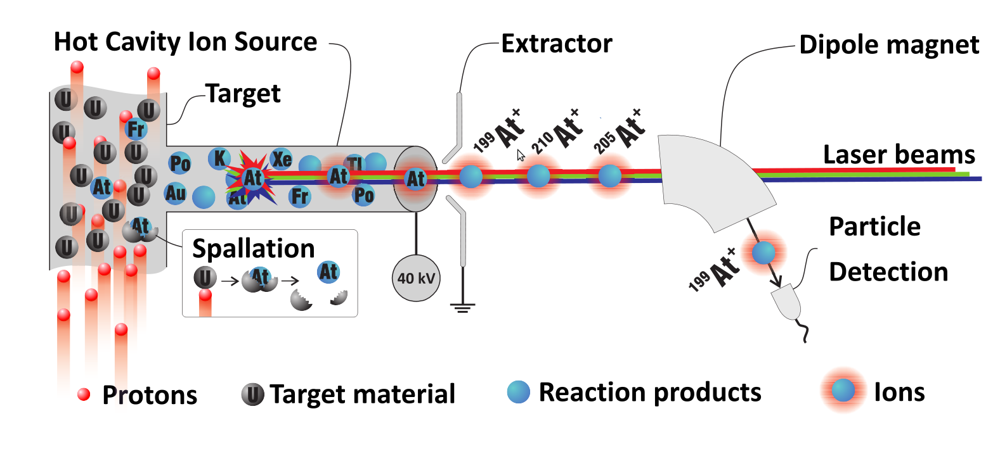 Hot Cavity Ion Source
Extractor
Dipole magnet
Target
U
U
U
U
Fr
U
U
U
U
U
At
U
U
U
At
U
U
Po
K
Xe
Tl
At
At
At
Au
At
Fr
Po
199At+
210At+
205At+
Laser beams
Spallation
U
At
At
40 kV
Particle
Detection
199At+
Protons
U
Target material
Reaction products
Ions